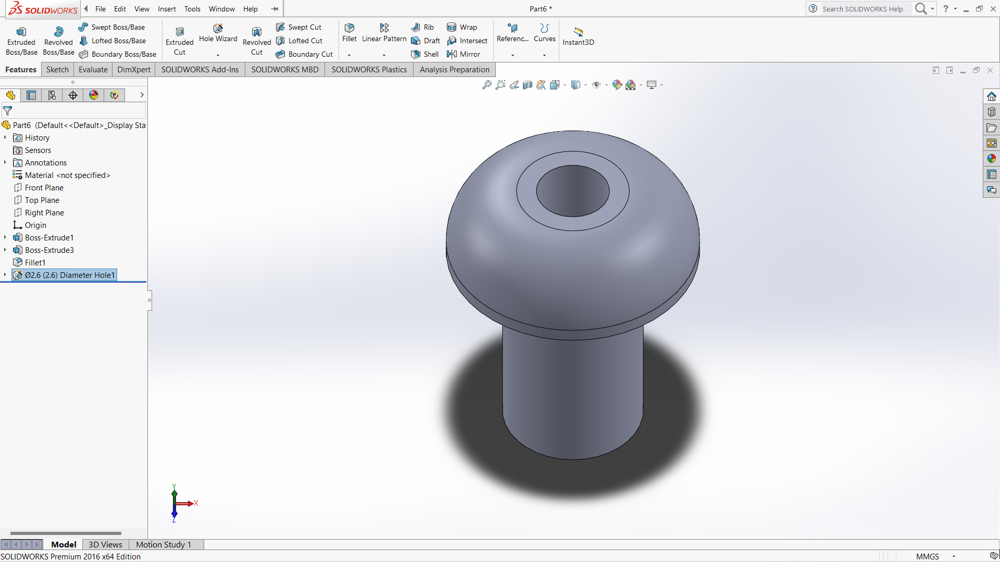 SOLIDWORKS File Edit View Insert Tools Window Help Part6 * Search SOLIDWORKS Help ?
Extruded Boss/Base
Revolved Boss/Base
Swept Boss/Base
Lofted Boss/Base
Boundary Boss/Base
Extruded Cut
Hole Wizard
Revolved Cut
Swept Cut
Lofted Cut
Boundary Cut
Fillet
Linear Pattern
Rib
Draft
Shell
Wrap
Intersect
Mirror
Referenc...
Curves
Instant3D
Features Sketch Evaluate DimXpert SOLIDWORKS Add-Ins SOLIDWORKS MBD SOLIDWORKS Plastics Analysis Preparation
Part6 (Default<<Default>_Display Sta
History
Sensors
A Annotations
Material <not specified>
Front Plane
Top Plane
Right Plane
Origin
Boss-Extrude1
Boss-Extrude3
Fillet1
Ø2.6 (2.6) Diameter Hole1
Y
X
Z
Model 3D Views Motion Study 1
SOLIDWORKS Premium 2016 x64 Edition MMGS